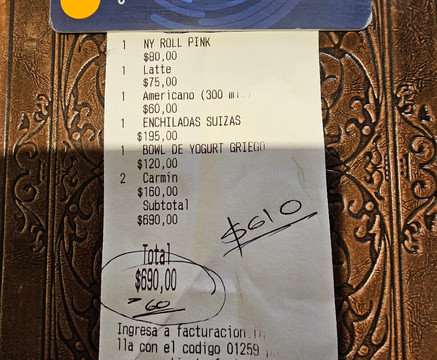 1 NY ROLL PINK
$80,00
1 Latte
$75,00
1 Americano (300
$60,00
1 ENCHILADAS SUIZAS
$195,00
1 BOWL DE YOGURT GRIEGO
$120,00
2 Carmin
$160,00
Subtotal
$690,00
$610
Total
$690,00
- 60
Ingresa a facturacion
lla con el codigo 01259